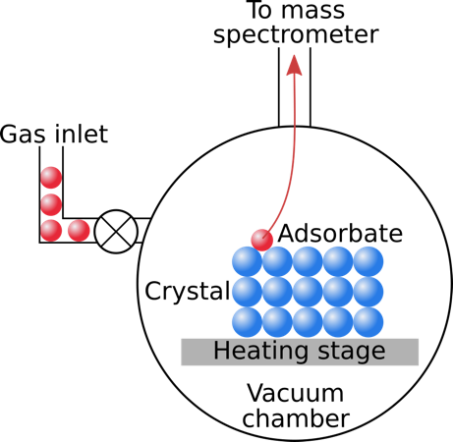 To mass
spectrometer
Gas inlet
Adsorbate
Crystal
Heating stage
Vacuum
chamber